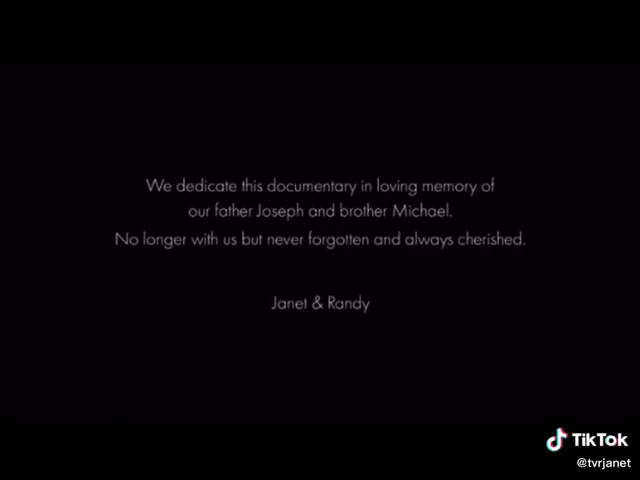 We dedicate this documentary in loving memory of
our father Joseph and brother Michael.
No longer with us but never forgotten and always cherished.
Janet & Randy
TikTok
@tvrjanet